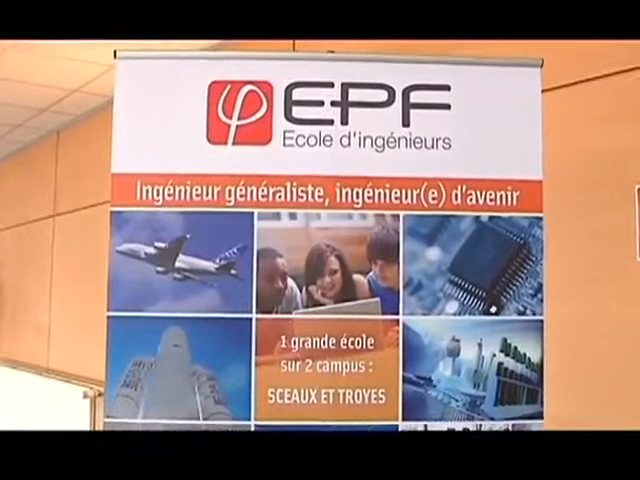 EPF
Ecole d'ingénieurs
Ingénieur généraliste, ingénieur(e) d'avenir
1 grande école
sur 2 campus :
SCEAUX ET TROYES